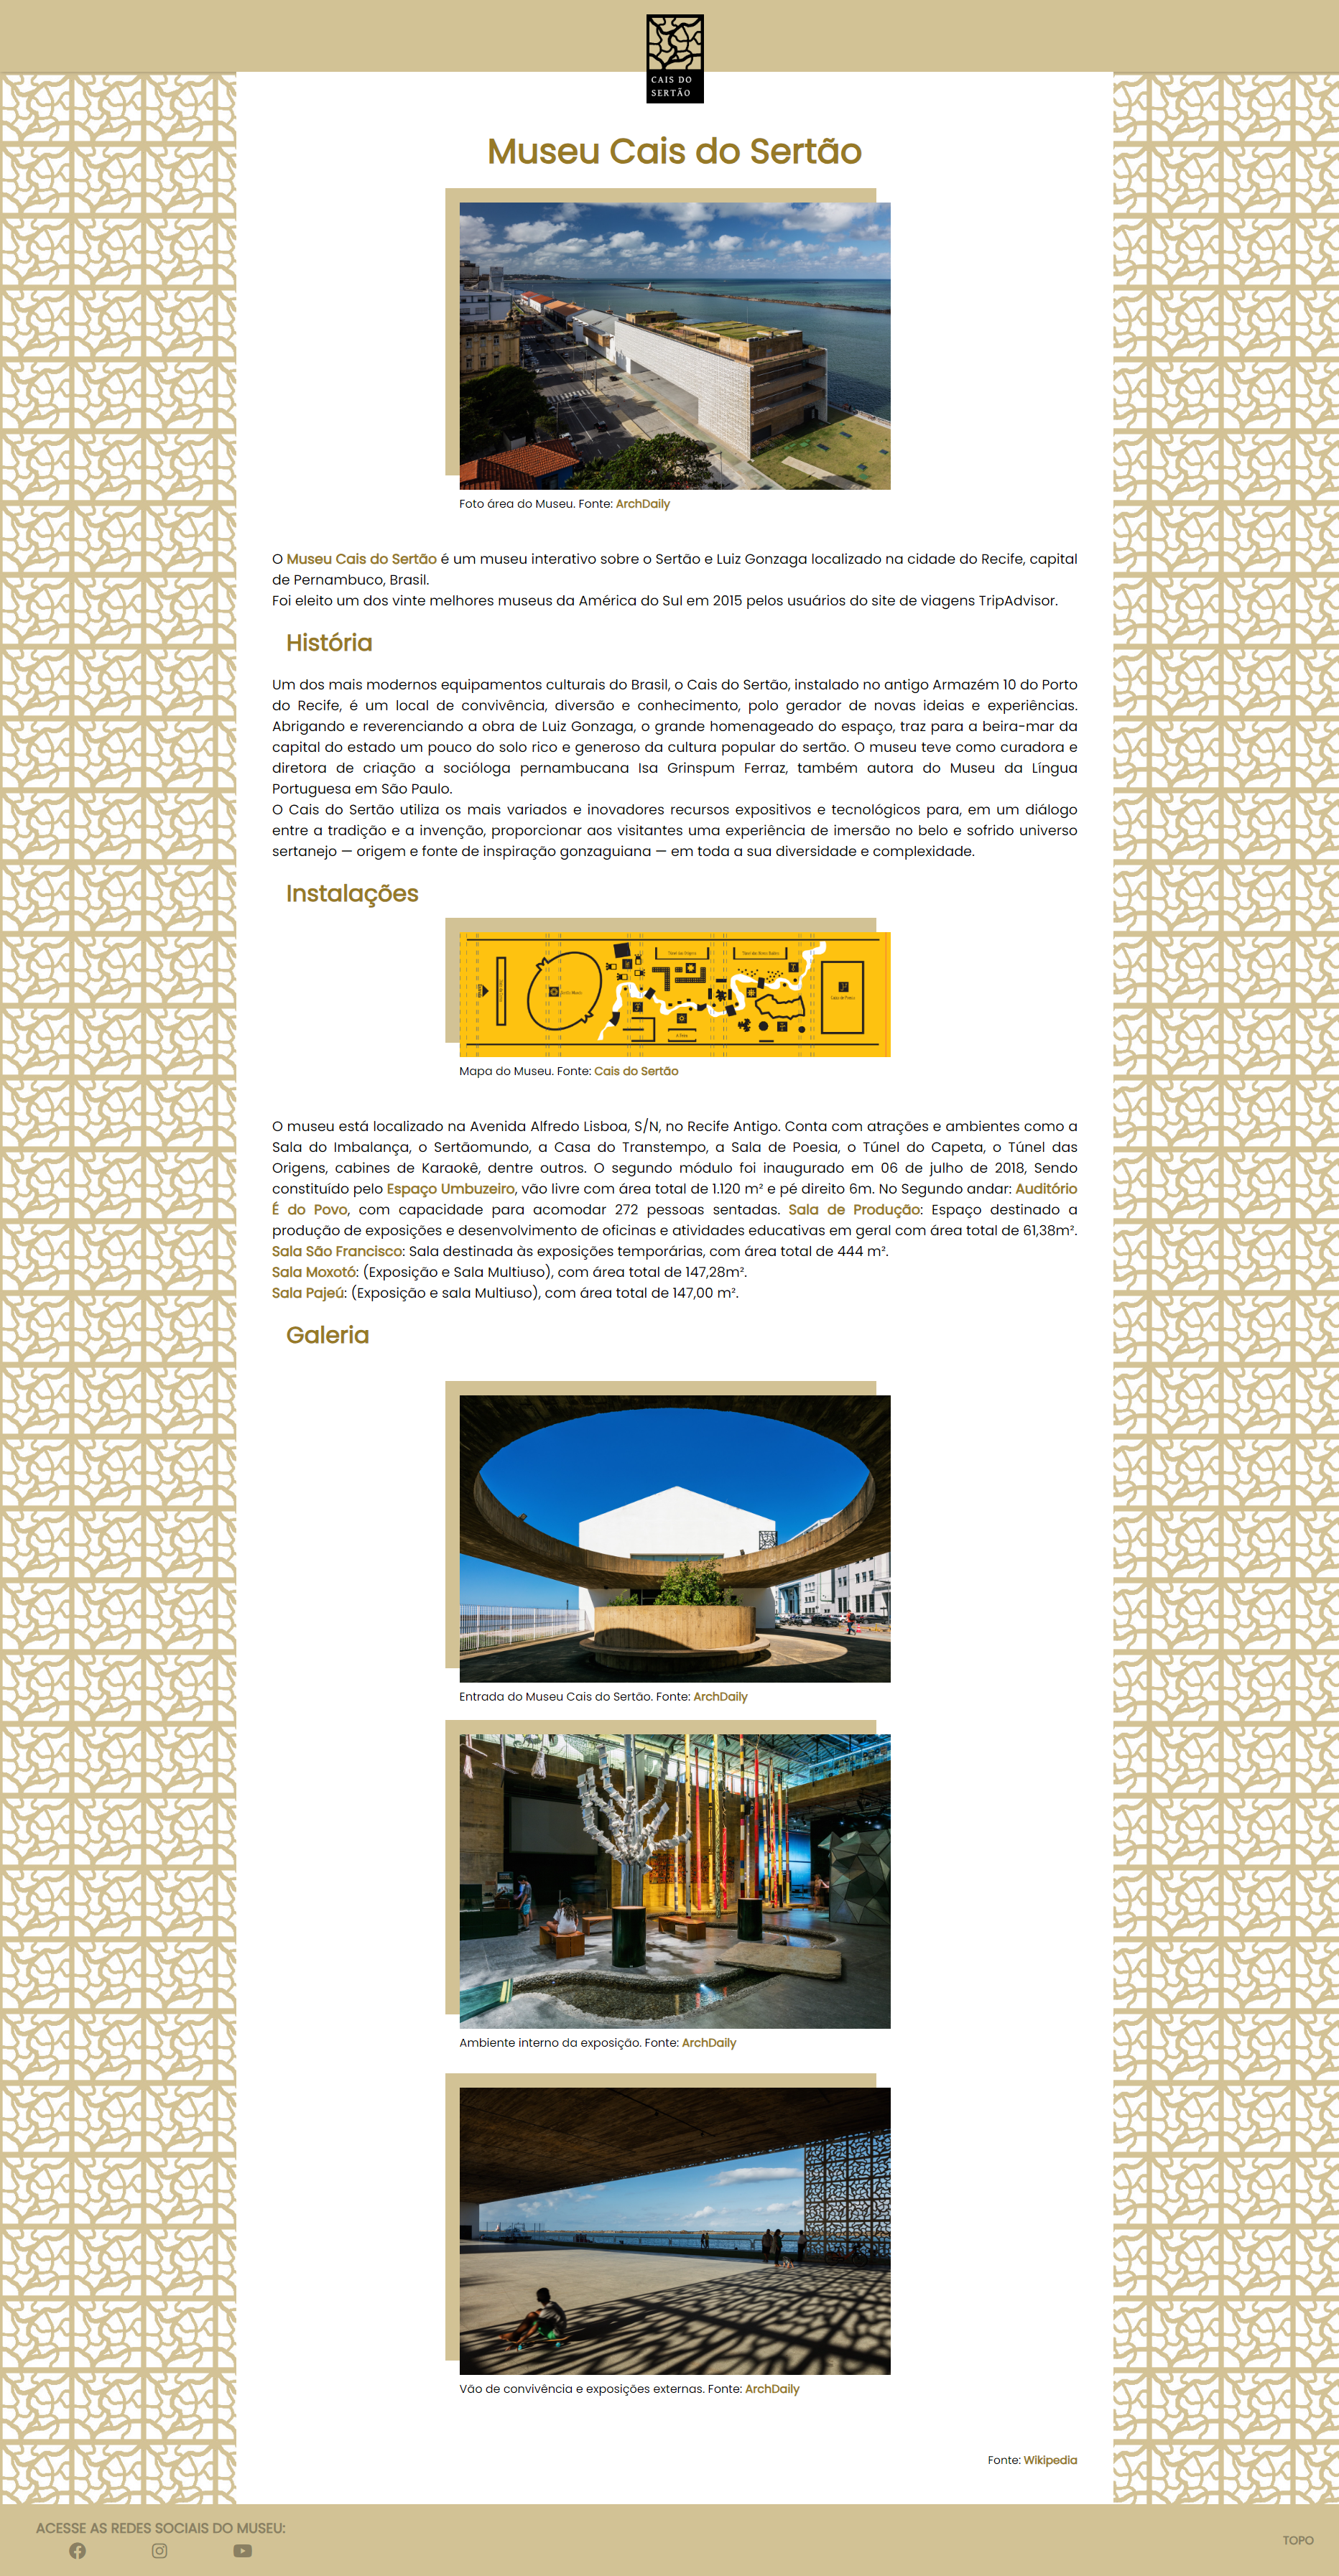 CAIS DO
SERTÃO
Museu Cais do Sertão
Foto área do Museu. Fonte: ArchDaily
O Museu Cais do Sertão é um museu interativo sobre o Sertão e Luiz Gonzaga localizado na cidade do Recife, capital
de Pernambuco, Brasil.
Foi eleito um dos vinte melhores museus da América do Sul em 2015 pelos usuários do site de viagens TripAdvisor.
História
Um dos mais modernos equipamentos culturais do Brasil, o Cais do Sertão, instalado no antigo Armazém 10 do Porto
do Recife, é um local de convivência, diversão e conhecimento, polo gerador de novas ideias e experiências.
Abrigando e reverenciando a obra de Luiz Gonzaga, o grande homenageado do espaço, traz para a beira-mar da
capital do estado um pouco do solo rico e generoso da cultura popular do sertão. O museu teve como curadora e
diretora de criação a socióloga pernambucana Isa Grinspum Ferraz, também autora do Museu da Língua
Portuguesa em São Paulo.
O Cais do Sertão utiliza os mais variados e inovadores recursos expositivos e tecnológicos para, em um diálogo
entre a tradição e a invenção, proporcionar aos visitantes uma experiência de imersão no belo e sofrido universo
sertanejo — origem e fonte de inspiração gonzaguiana — em toda a sua diversidade e complexidade.
Instalações
Mapa do Museu. Fonte: Cais do Sertão
O museu está localizado na Avenida Alfredo Lisboa, S/N, no Recife Antigo. Conta com atrações e ambientes como a
Sala do Imbalança, o Sertãomundo, a Casa do Transtempo, a Sala de Poesia, o Túnel do Capeta, o Túnel das
Origens, cabines de Karaokê, dentre outros. O segundo módulo foi inaugurado em 06 de julho de 2018, Sendo
constituído pelo Espaço Umbuzeiro, vão livre com área total de 1.120 m² e pé direito 6m. No Segundo andar: Auditório
É do Povo, com capacidade para acomodar 272 pessoas sentadas. Sala de Produção: Espaço destinado a
produção de exposições e desenvolvimento de oficinas e atividades educativas em geral com área total de 61,38m².
Sala São Francisco: Sala destinada às exposições temporárias, com área total de 444 m².
Sala Moxotó: (Exposição e Sala Multiuso), com área total de 147,28m².
Sala Pajeú: (Exposição e sala Multiuso), com área total de 147,00 m².
Galeria
Entrada do Museu Cais do Sertão. Fonte: ArchDaily
Ambiente interno da exposição. Fonte: ArchDaily
Vão de convivência e exposições externas. Fonte: ArchDaily
Fonte: Wikipedia
ACESSE AS REDES SOCIAIS DO MUSEU:
TOPO